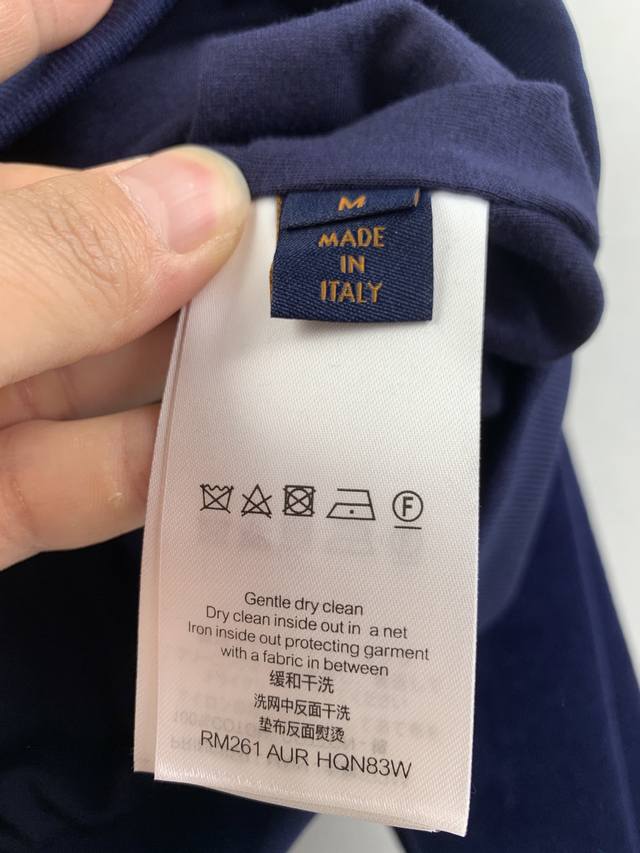 M
MADE
IN
ITALY
F
Gentle dry clean
Dry clean inside out in a net
Iron inside out protecting garment
with a fabric in between
缓和干洗
洗网中反面干洗
垫布反面熨烫
RM261 AUR HQN83W